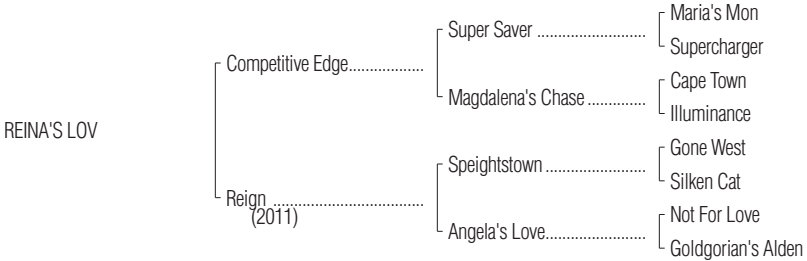 Maria's Mon
Super Saver ..........................
Supercharger
Competitive Edge..................
Cape Town
Magdalena's Chase ..............
Illuminance
REINA'S LOV
Gone West
Speightstown ........................
Silken Cat
Reign ....................................
(2011)
Not For Love
Angela's Love........................
Goldgorian's Alden